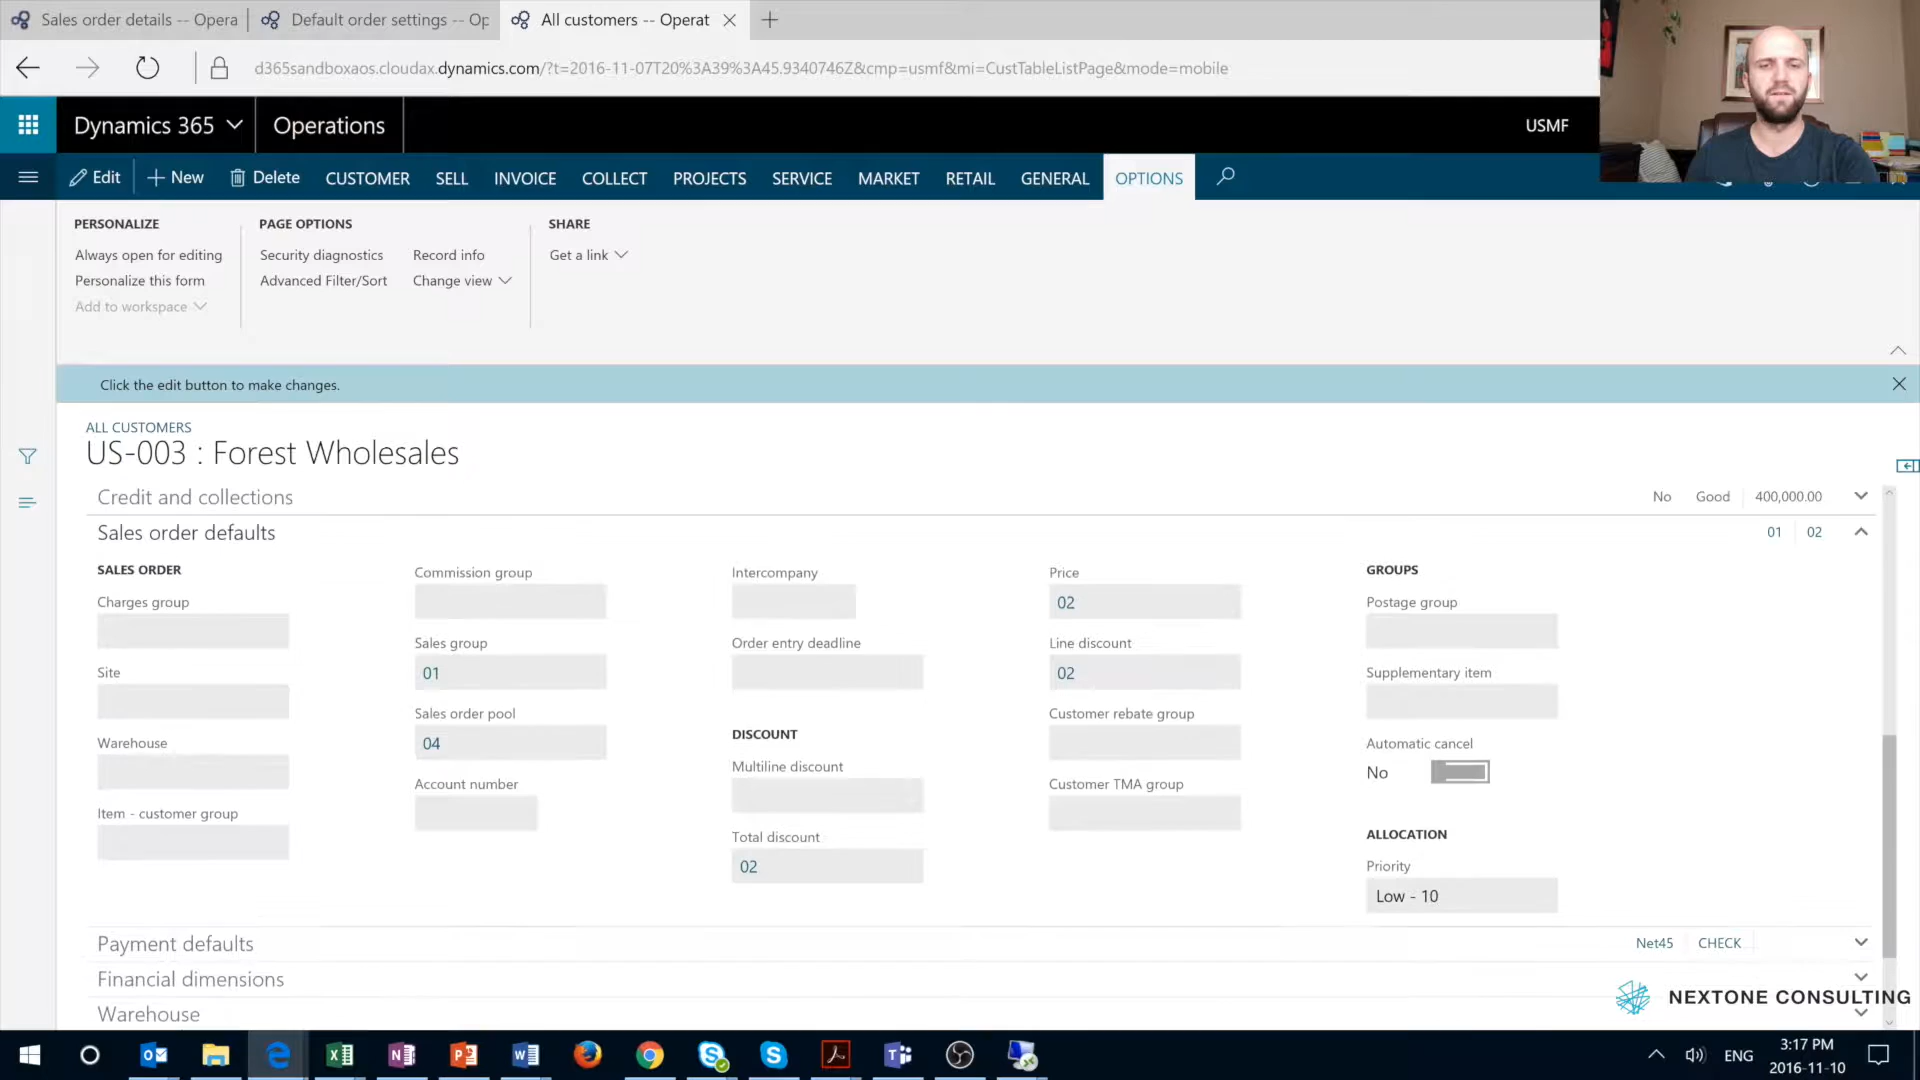 Sales order details -- Opera
Default order settings -- Op
All customers -- Operat
d365sandboxaos.cloudax.dynamics.com/?t=2016-11-07T20%3A39%3A45.9340746Z&cmp=usmf&mi=CustTableListPage&mode=mobile
Dynamics 365
Operations
USMF
Edit
New
Delete
CUSTOMER
SELL
INVOICE
COLLECT
PROJECTS
SERVICE
MARKET
RETAIL
GENERAL
OPTIONS
PERSONALIZE
Always open for editing
Personalize this form
Add to workspace
PAGE OPTIONS
Security diagnostics
Advanced Filter/Sort
Record info
Change view
SHARE
Get a link
Click the edit button to make changes.
ALL CUSTOMERS
US-003 : Forest Wholesales
Credit and collections
No
Good
400,000.00
Sales order defaults
01
02
SALES ORDER
Charges group
Site
Warehouse
Item - customer group
Commission group
Sales group
01
Sales order pool
04
Account number
Intercompany
Order entry deadline
DISCOUNT
Multiline discount
Total discount
02
Price
02
Line discount
02
Customer rebate group
Customer TMA group
GROUPS
Postage group
Supplementary item
Automatic cancel
No
ALLOCATION
Priority
Low - 10
Payment defaults
Net45
CHECK
Financial dimensions
Warehouse
NEXTONE CONSULTING
ENG
3:17 PM
2016-11-10